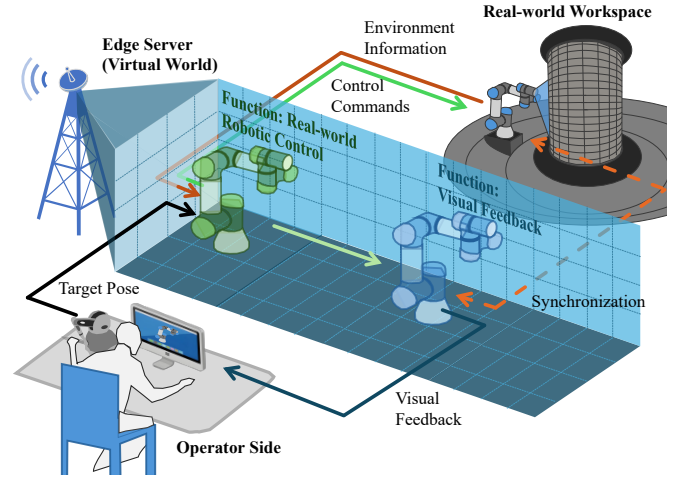 Real-world Workspace
Environment
Information
Edge Server
(Virtual World)
Control
Commands
Function: Real-world
Robotic Control
Function:
Visual Feedback
Target Pose
Synchronization
Visual
Feedback
Operator Side